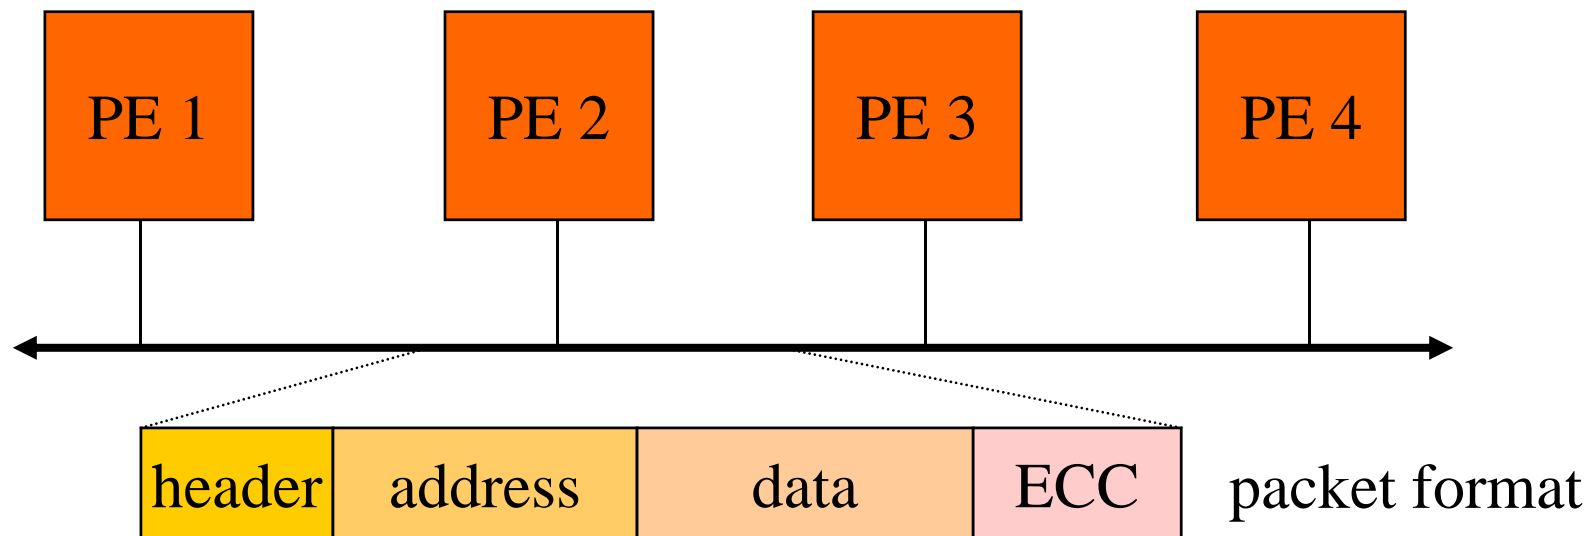 PE 1 PE 2 PE 3 PE 4
header address data ECC packet format